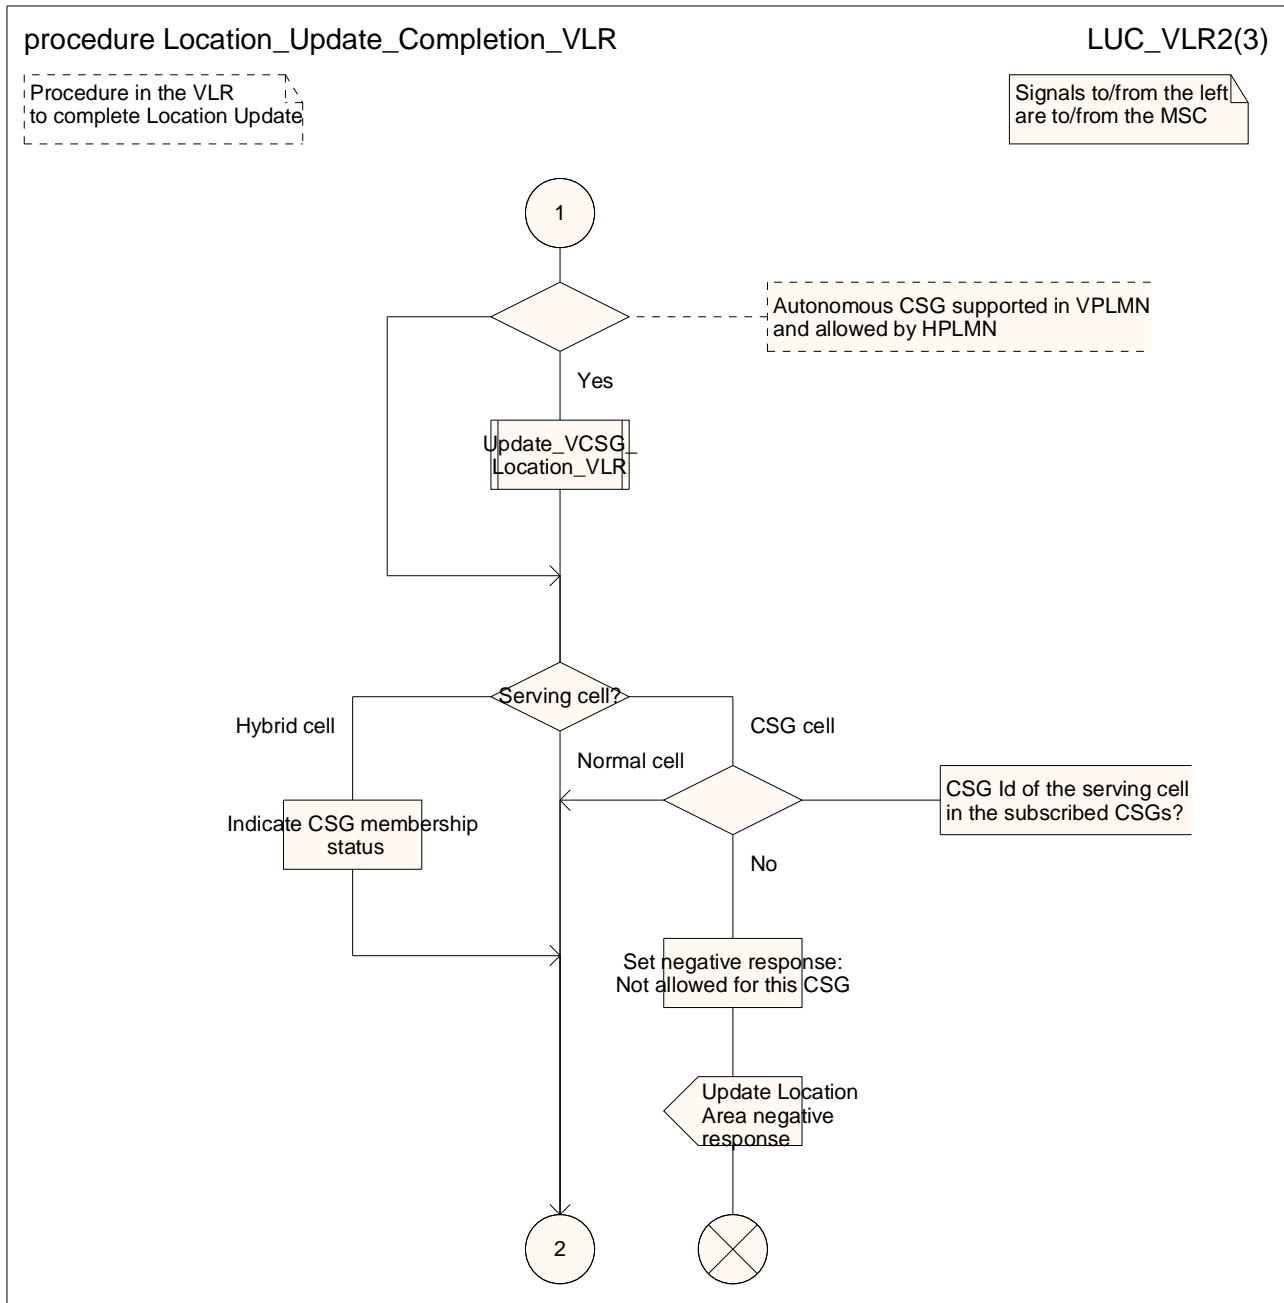 procedure Location_Update_Completion_VLR
LUC_VLR2(3)
Procedure in the VLR
to complete Location Update
Signals to/from the left
are to/from the MSC
1
Autonomous CSG supported in VPLMN
and allowed by HPLMN
Yes
Update_VCSG_
Location_VLR
Serving cell?
Hybrid cell
CSG cell
Normal cell
CSG Id of the serving cell
in the subscribed CSGs?
Indicate CSG membership
status
No
Set negative response:
Not allowed for this CSG
Update Location
Area negative
response
2